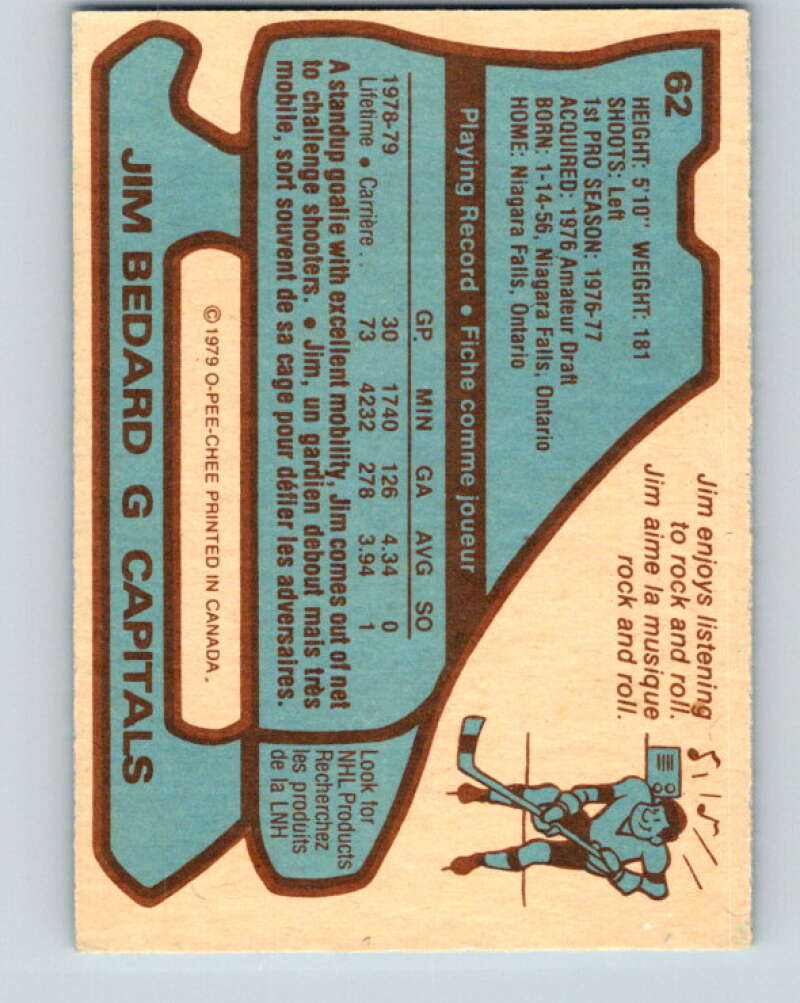 62
HEIGHT: 5'10" WEIGHT: 181
SHOOTS: Left
1st PRO SEASON: 1976-77
ACQUIRED: 1976 Amateur Draft
BORN: 1-14-56, Niagara Falls, Ontario
HOME: Niagara Falls, Ontario
Jim enjoys listening
to rock and roll.
Jim aime la musique
rock and roll.
Playing Record • Fiche comme joueur
GP. MIN GA AVG SO
1978-79 30 1740 126 4.34 0
Lifetime • Carrière .. 73 4232 278 3.94 1
A standup goalie with excellent mobility, Jim comes out of net
to challenge shooters. • Jim, un gardien debout mais très
mobile, sort souvent de sa cage pour défier les adversaires.
Look for
NHL Products
Recherchez
les produits
de la LNH
© 1979 O-PEE-CHEE PRINTED IN CANADA.
JIM BEDARD G CAPITALS